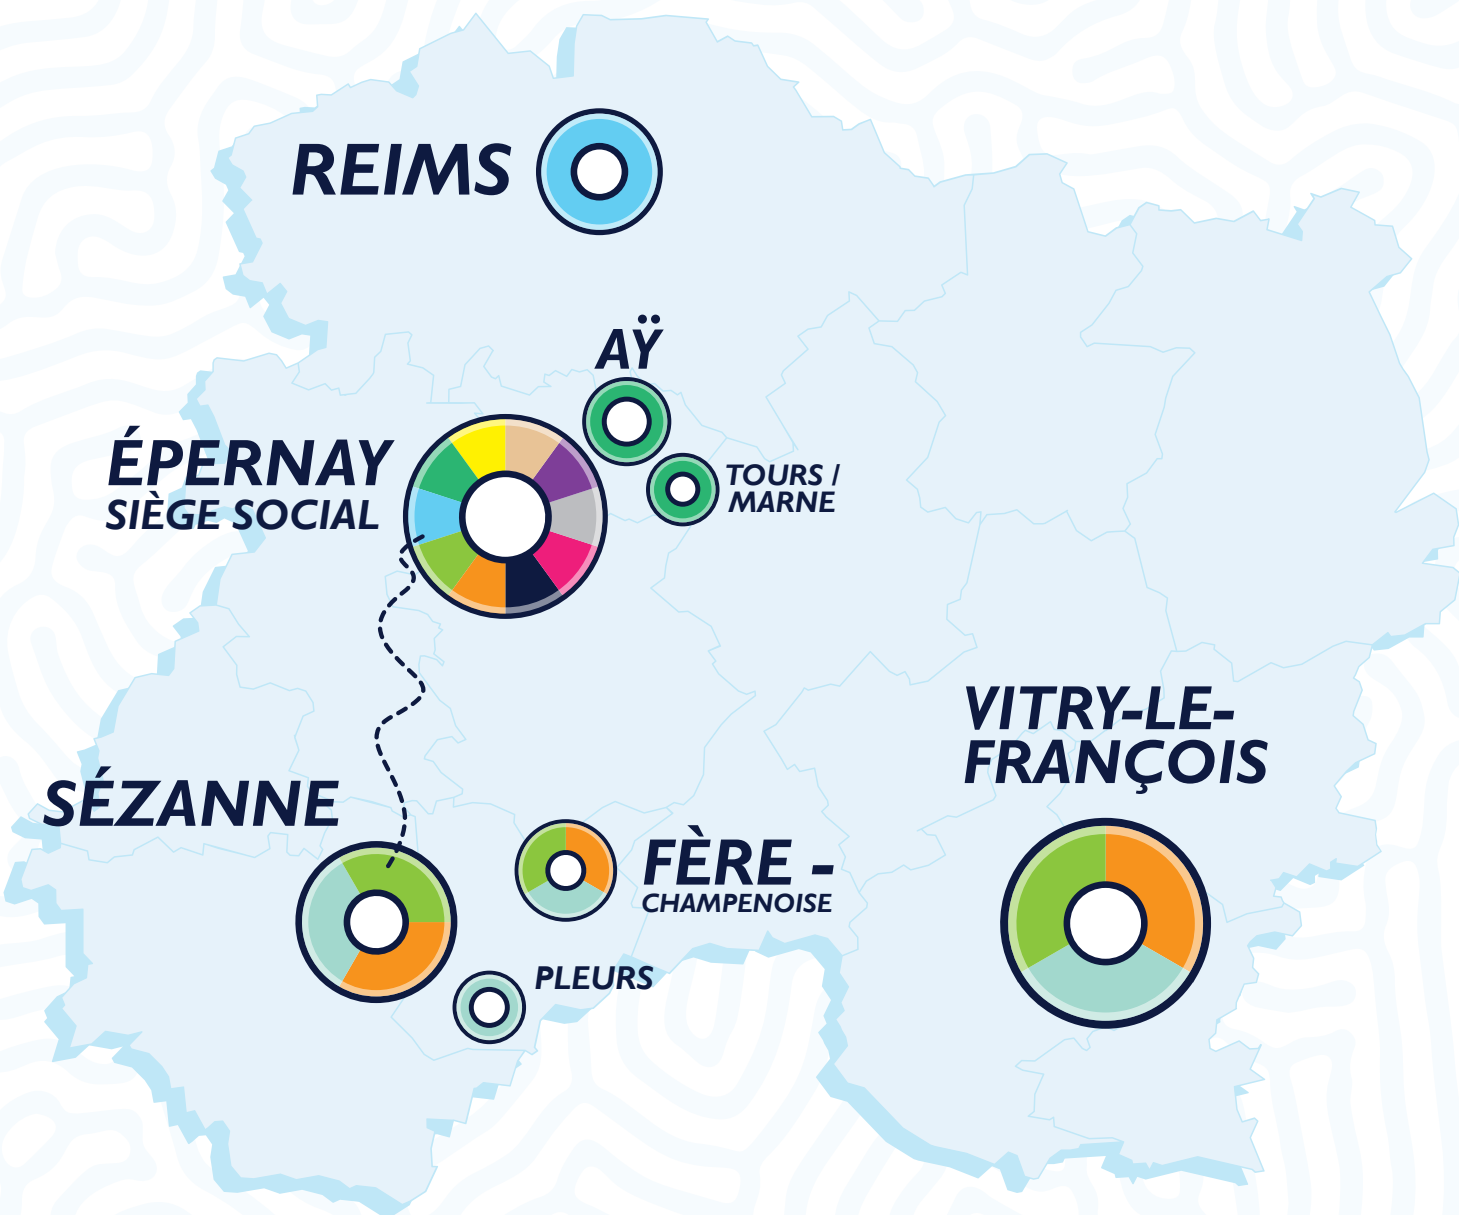 REIMS
AŸ
ÉPERNAY
SIÈGE SOCIAL
TOURS /
MARNE
VITRY-LE-
FRANÇOIS
SÉZANNE
FÈRE -
CHAMPENOISE
PLEURS